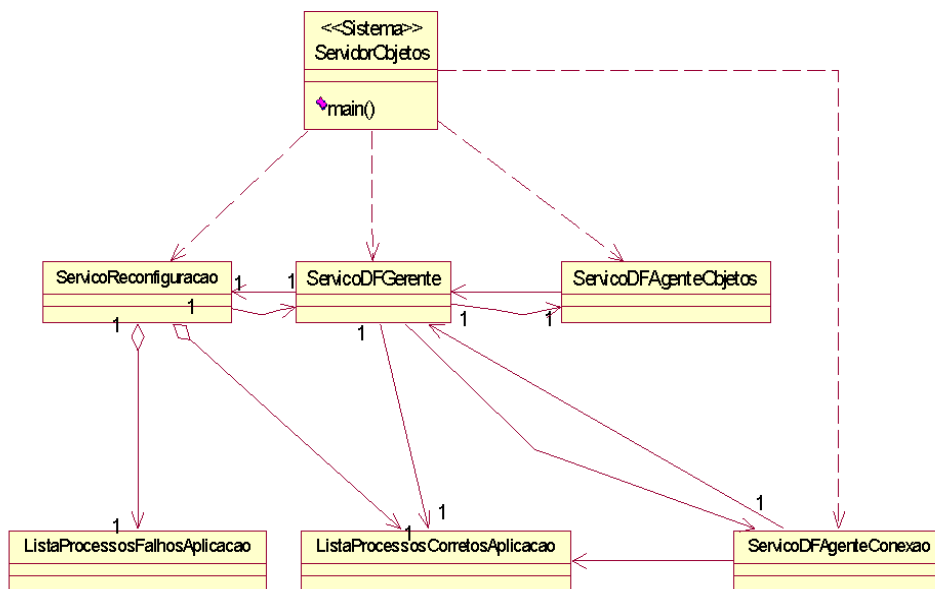 <<Sistema>>
ServidorObjetos
main()
ServicoReconfiguracao
1
1
ServicoDFGerente
ServicoDFAgenteObjetos
1
1
1
1
1
1
1
1
1
1
ListaProcessosFalhosAplicacao
ListaProcessosCorretosAplicacao
ServicoDFAgenteConexao